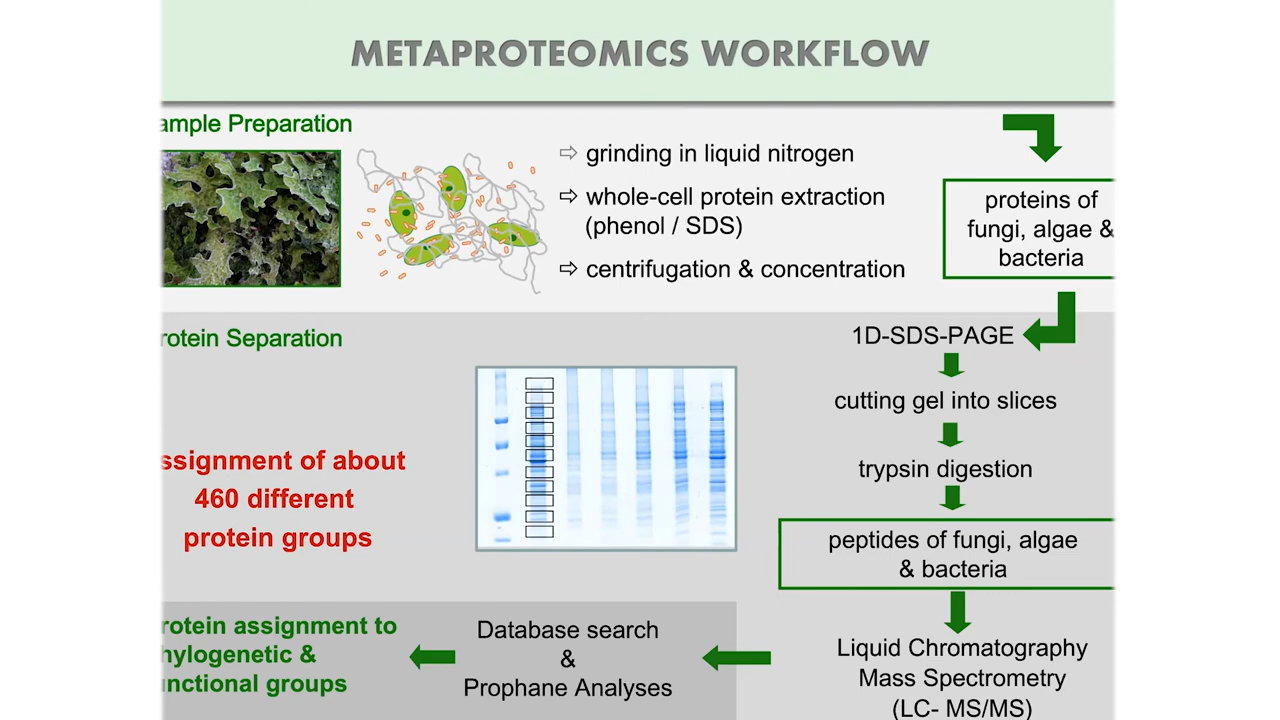 METAPROTEOMICS WORKFLOW
ample Preparation
⇨ grinding in liquid nitrogen
⇨ whole-cell protein extraction
(phenol / SDS)
⇨ centrifugation & concentration
proteins of
fungi, algae &
bacteria
rotein Separation
1D-SDS-PAGE
cutting gel into slices
trypsin digestion
ssignment of about
460 different
protein groups
peptides of fungi, algae
& bacteria
Liquid Chromatography
Mass Spectrometry
(LC- MS/MS)
Database search
&
Prophane Analyses
rotein assignment to
hylogenetic &
nctional groups